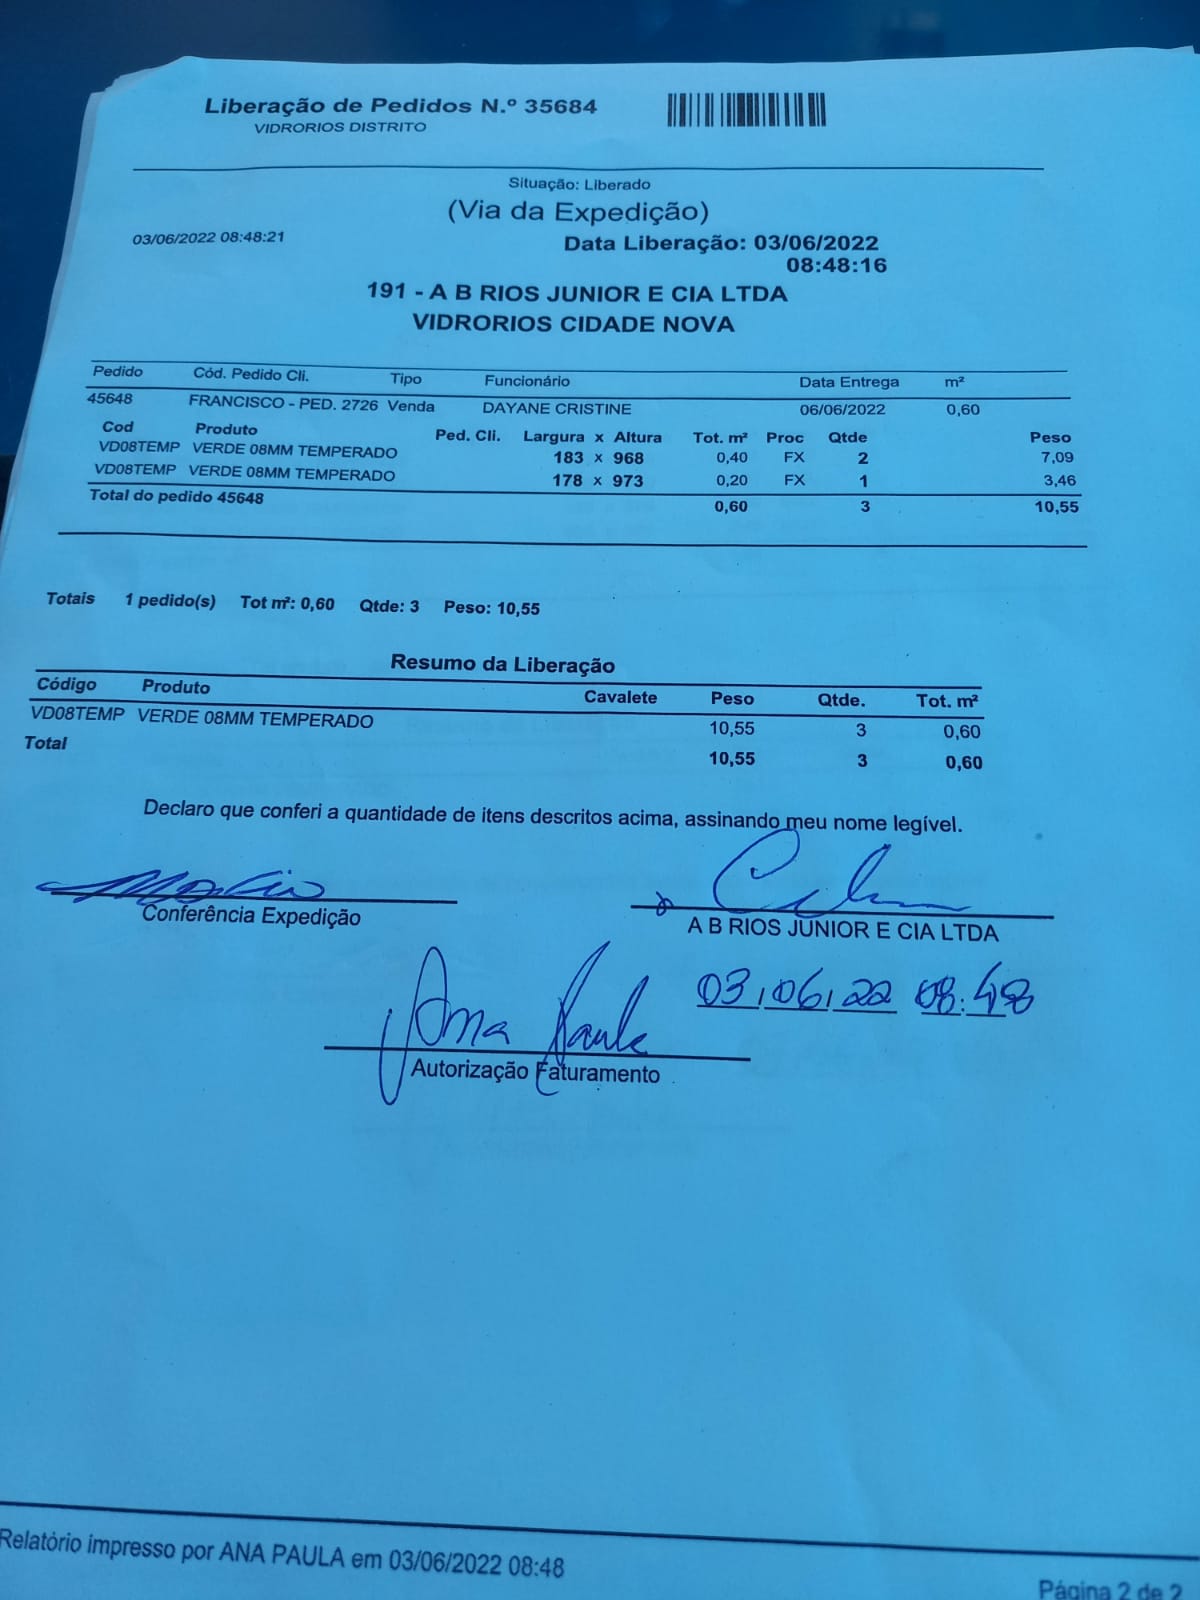 Liberação de Pedidos N.º 35684
VIDRORIOS DISTRITO
Situação: Liberado
(Via da Expedição)
03/06/2022 08:48:21
Data Liberação: 03/06/2022
08:48:16
191 - A B RIOS JUNIOR E CIA LTDA
VIDRORIOS CIDADE NOVA
Pedido Cód. Pedido Cli. Tipo Funcionário Data Entrega m²
45648 FRANCISCO - PED. 2726 Venda DAYANE CRISTINE 06/06/2022 0,60
Cod Produto Ped. Cli. Largura x Altura Tot. m² Proc Qtde Peso
VD08TEMP VERDE 08MM TEMPERADO 183 x 968 0,40 FX 2 7,09
VD08TEMP VERDE 08MM TEMPERADO 178 x 973 0,20 FX 1 3,46
Total do pedido 45648 0,60 3 10,55
Totais 1 pedido(s) Tot m²: 0,60 Qtde: 3 Peso: 10,55
Resumo da Liberação
Código Produto Cavalete Peso Qtde. Tot. m²
VD08TEMP VERDE 08MM TEMPERADO 10,55 3 0,60
Total 10,55 3 0,60
Declaro que conferi a quantidade de itens descritos acima, assinando meu nome legível.
Conferência Expedição
A B RIOS JUNIOR E CIA LTDA
03/06/22 08:48
Ana Paula
Autorização Faturamento
Relatório impresso por ANA PAULA em 03/06/2022 08:48
Página 2 de 2